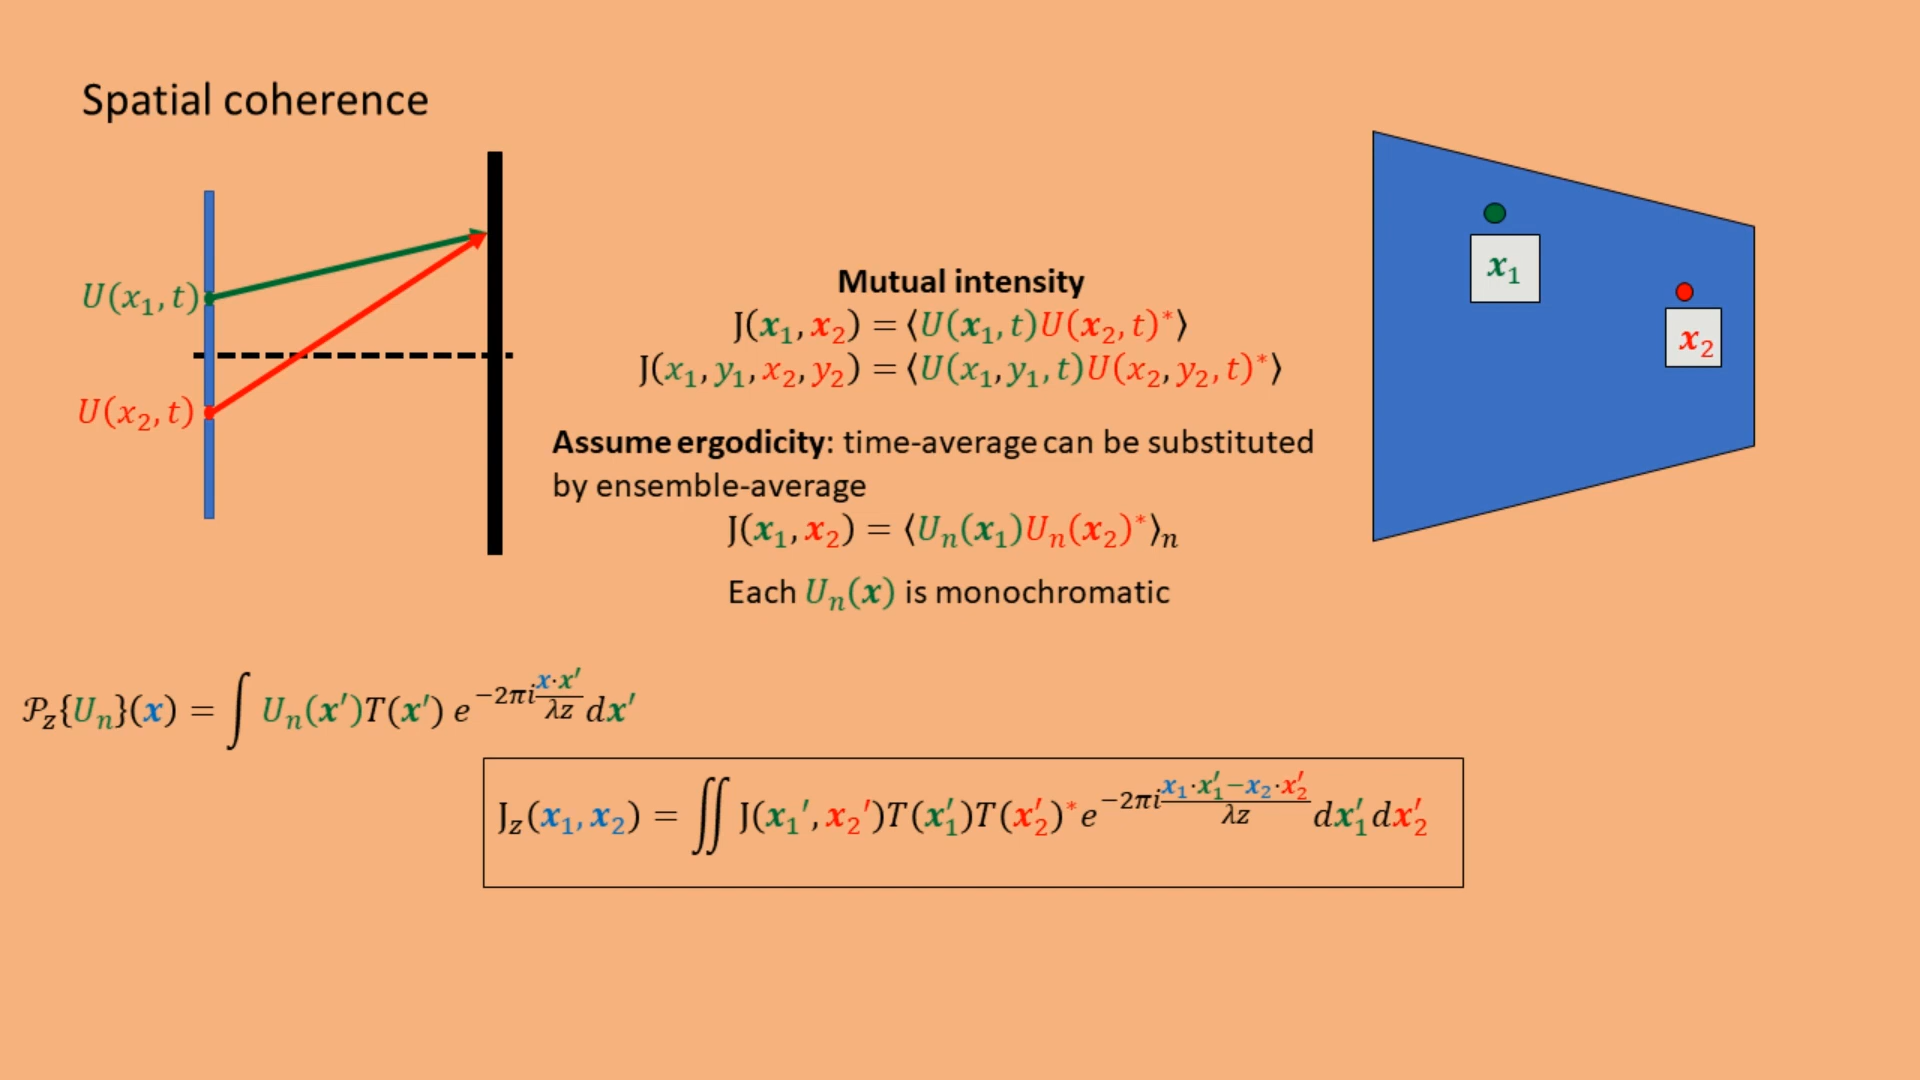 Spatial coherence
U(x₁, t)
U(x₂, t)
Mutual intensity
J(x₁, x₂) = ⟨U(x₁, t)U(x₂, t)*⟩
J(x₁, y₁, x₂, y₂) = ⟨U(x₁, y₁, t)U(x₂, y₂, t)*⟩
Assume ergodicity: time-average can be substituted
by ensemble-average
J(x₁, x₂) = ⟨Uₙ(x₁)Uₙ(x₂)*⟩ₙ
Each Uₙ(x) is monochromatic
x₁
x₂
𝒫_z{Uₙ}(x) = ∫ Uₙ(x′)T(x′) e^{−2πi \frac{x·x′}{λz}} dx′
J_z(x₁, x₂) = ∬ J(x₁′, x₂′)T(x₁′)T(x₂′)* e^{−2πi \frac{x₁·x₁′−x₂·x₂′}{λz}} dx₁′dx₂′